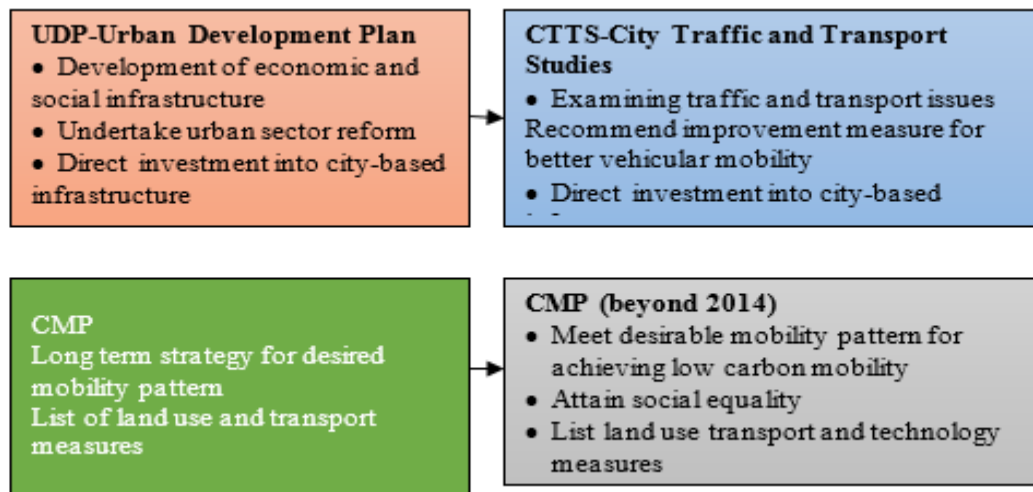 UDP-Urban Development Plan
• Development of economic and
social infrastructure
• Undertake urban sector reform
• Direct investment into city-based
infrastructure
CTTS-City Traffic and Transport
Studies
• Examining traffic and transport issues
Recommend improvement measure for
better vehicular mobility
• Direct investment into city-based
CMP
Long term strategy for desired
mobility pattern
List of land use and transport
measures
CMP (beyond 2014)
• Meet desirable mobility pattern for
achieving low carbon mobility
• Attain social equality
• List land use transport and technology
measures